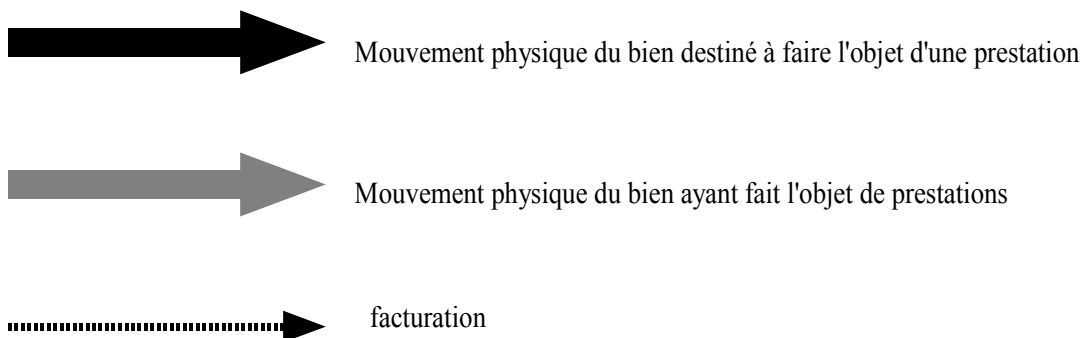 Mouvement physique du bien destiné à faire l'objet d'une prestation
Mouvement physique du bien ayant fait l'objet de prestations
facturation